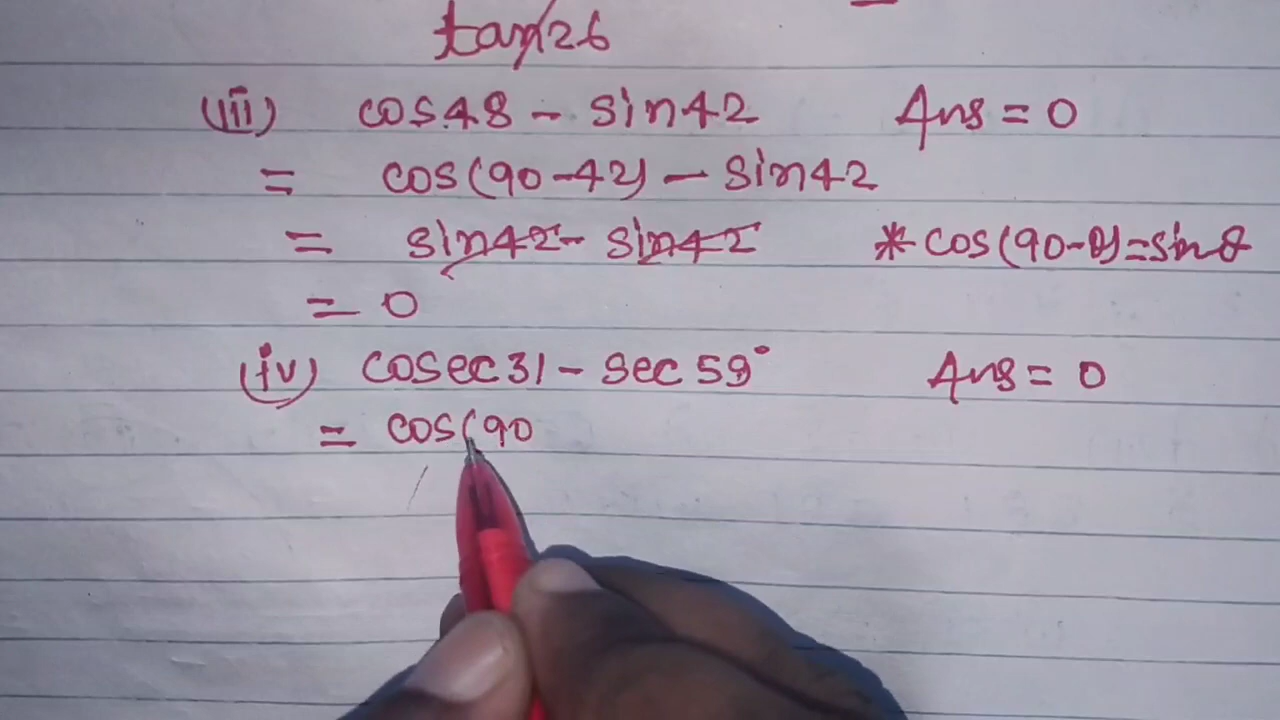 tan26
(iii) cos48 - sin42 Ans = 0
= cos(90-42) - sin42
= sin42 - sin42 * cos(90-θ)=sinθ
= 0
(iv) cosec31 - sec59° Ans = 0
= cos(90